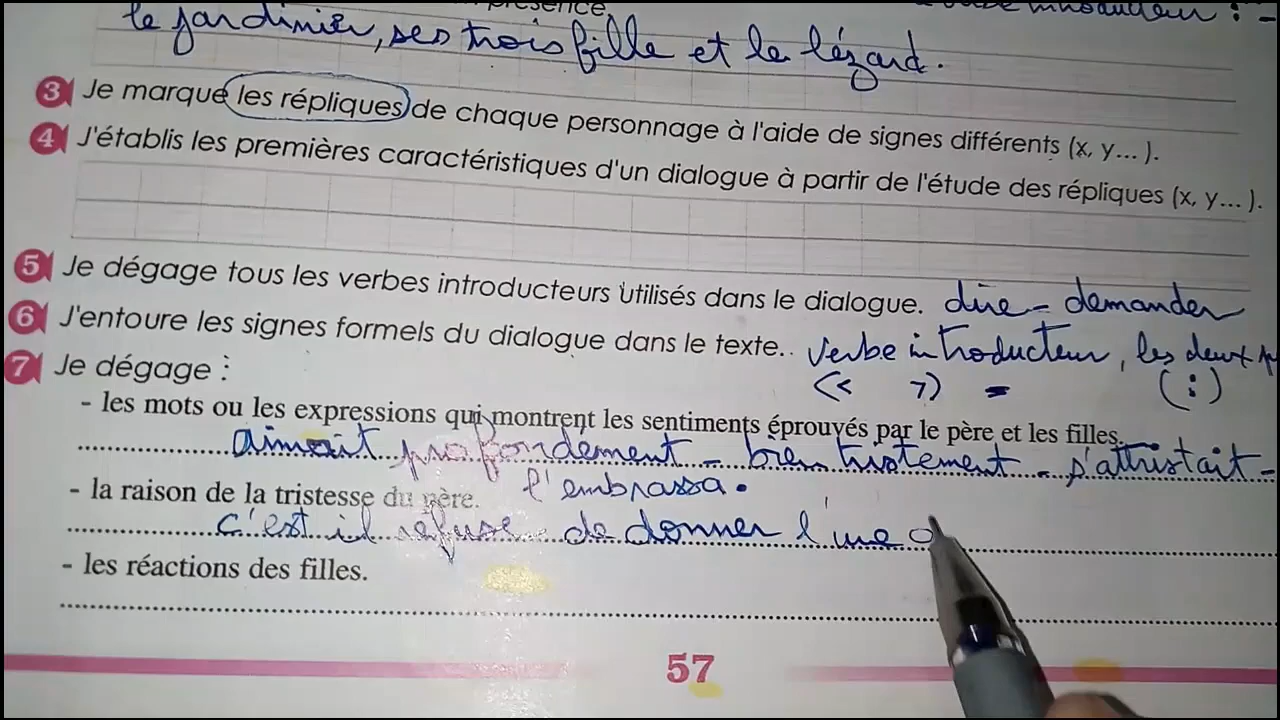 présence.
le jardinier, ses trois fille et le lézard.
3 Je marque les répliques de chaque personnage à l'aide de signes différents (x, y... ).
4 J'établis les premières caractéristiques d'un dialogue à partir de l'étude des répliques (x, y... ).
5 Je dégage tous les verbes introducteurs utilisés dans le dialogue. dire - demander
6 J'entoure les signes formels du dialogue dans le texte. verbe introducteur, les deux
7 Je dégage :
<< >> - (:)
- les mots ou les expressions qui montrent les sentiments éprouvés par le père et les filles.
aimait profondement - bien tristement - s'attristait -
l'embrassa.
- la raison de la tristesse du père.
c'est il refuse de donner l'une
- les réactions des filles.
57